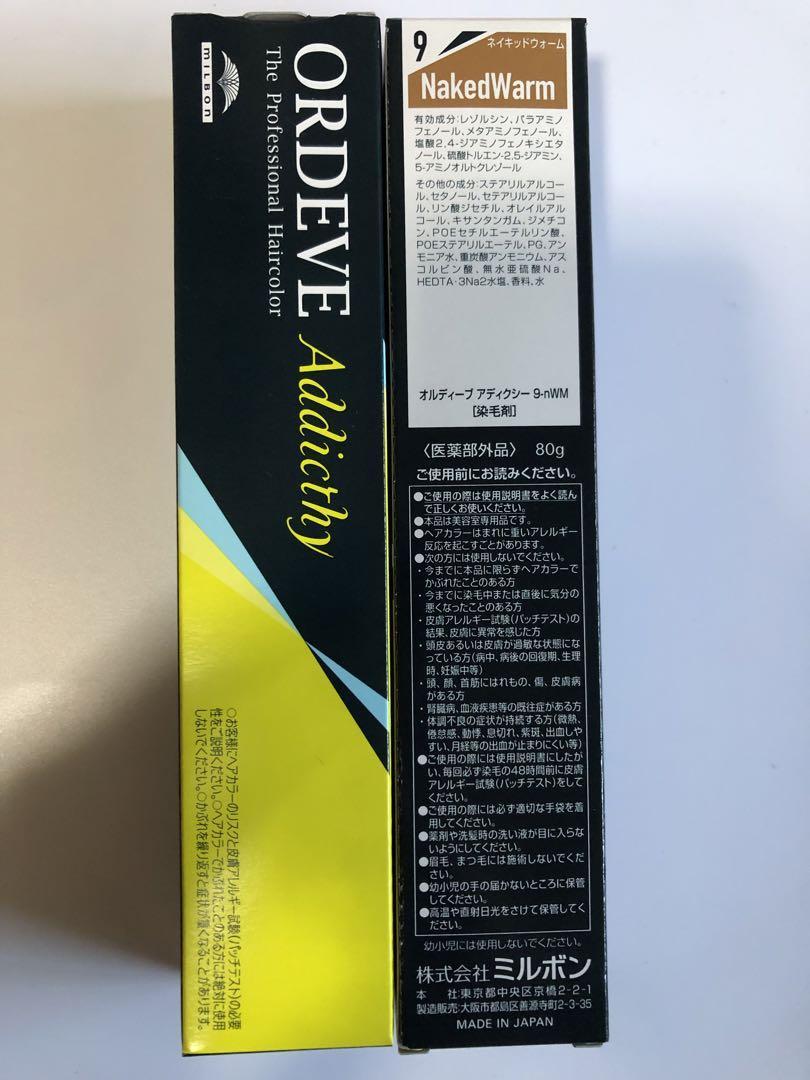 MILBON
ORDEVE Addicthy
The Professional Haircolor
○お客様にヘアカラーのリスクと皮膚アレルギー試験(パッチテスト)の必要
性をご説明ください。○ヘアカラーでかぶれたことのある方には絶対に使用
しないでください。○かぶれを繰り返すと症状が重くなることがあります。
9
ネイキッドウォーム
NakedWarm
有効成分:レゾルシン、パラアミノ
フェノール、メタアミノフェノール、
塩酸2,4-ジアミノフェノキシエタ
ノール、硫酸トルエン-2,5-ジアミン、
5-アミノオルトクレゾール
その他の成分:ステアリルアルコー
ル、セタノール、セテアリルアルコー
ル、リン酸ジセチル、オレイルアル
コール、キサンタンガム、ジメチコ
ン、POEセチルエーテルリン酸、
POEステアリルエーテル、PG、アン
モニア水、重炭酸アンモニウム、アス
コルビン酸、無水亜硫酸Na、
HEDTA・3Na2水塩、香料、水
オルディーブ アディクシー 9-nWM
[染毛剤]
〈医薬部外品〉 80g
ご使用前にお読みください。
●ご使用の際は使用説明書をよく読ん
で正しくお使いください。
●本品は美容室専用品です。
●ヘアカラーはまれに重いアレルギー
反応を起こすことがあります。
●次の方には使用しないでください。
・今までに本品に限らずヘアカラーで
かぶれたことのある方
・今までに染毛中または直後に気分の
悪くなったことのある方
・皮膚アレルギー試験(パッチテスト)の
結果、皮膚に異常を感じた方
・頭皮あるいは皮膚が過敏な状態にな
っている方(病中、病後の回復期、生理
時、妊娠中等)
・頭、顔、首筋にはれもの、傷、皮膚病
がある方
・腎臓病、血液疾患等の既往症がある方
・体調不良の症状が持続する方(微熱、
倦怠感、動悸、息切れ、紫斑、出血しや
すい、月経等の出血が止まりにくい等)
●ご使用の際には使用説明書にしたが
い、毎回必ず染毛の48時間前に皮膚
アレルギー試験(パッチテスト)をして
ください。
●ご使用の際には必ず適切な手袋を着
用してください。
●薬剤や洗髪時の洗い液が目に入らな
いようにしてください。
●眉毛、まつ毛には施術しないでくだ
さい。
●幼小児の手の届かないところに保管
してください。
●高温や直射日光をさけて保管してく
ださい。
幼小児には使用しないでください。
株式会社ミルボン
本 社:東京都中央区京橋2-2-1
製造販売:大阪市都島区善源寺町2-3-35
MADE IN JAPAN